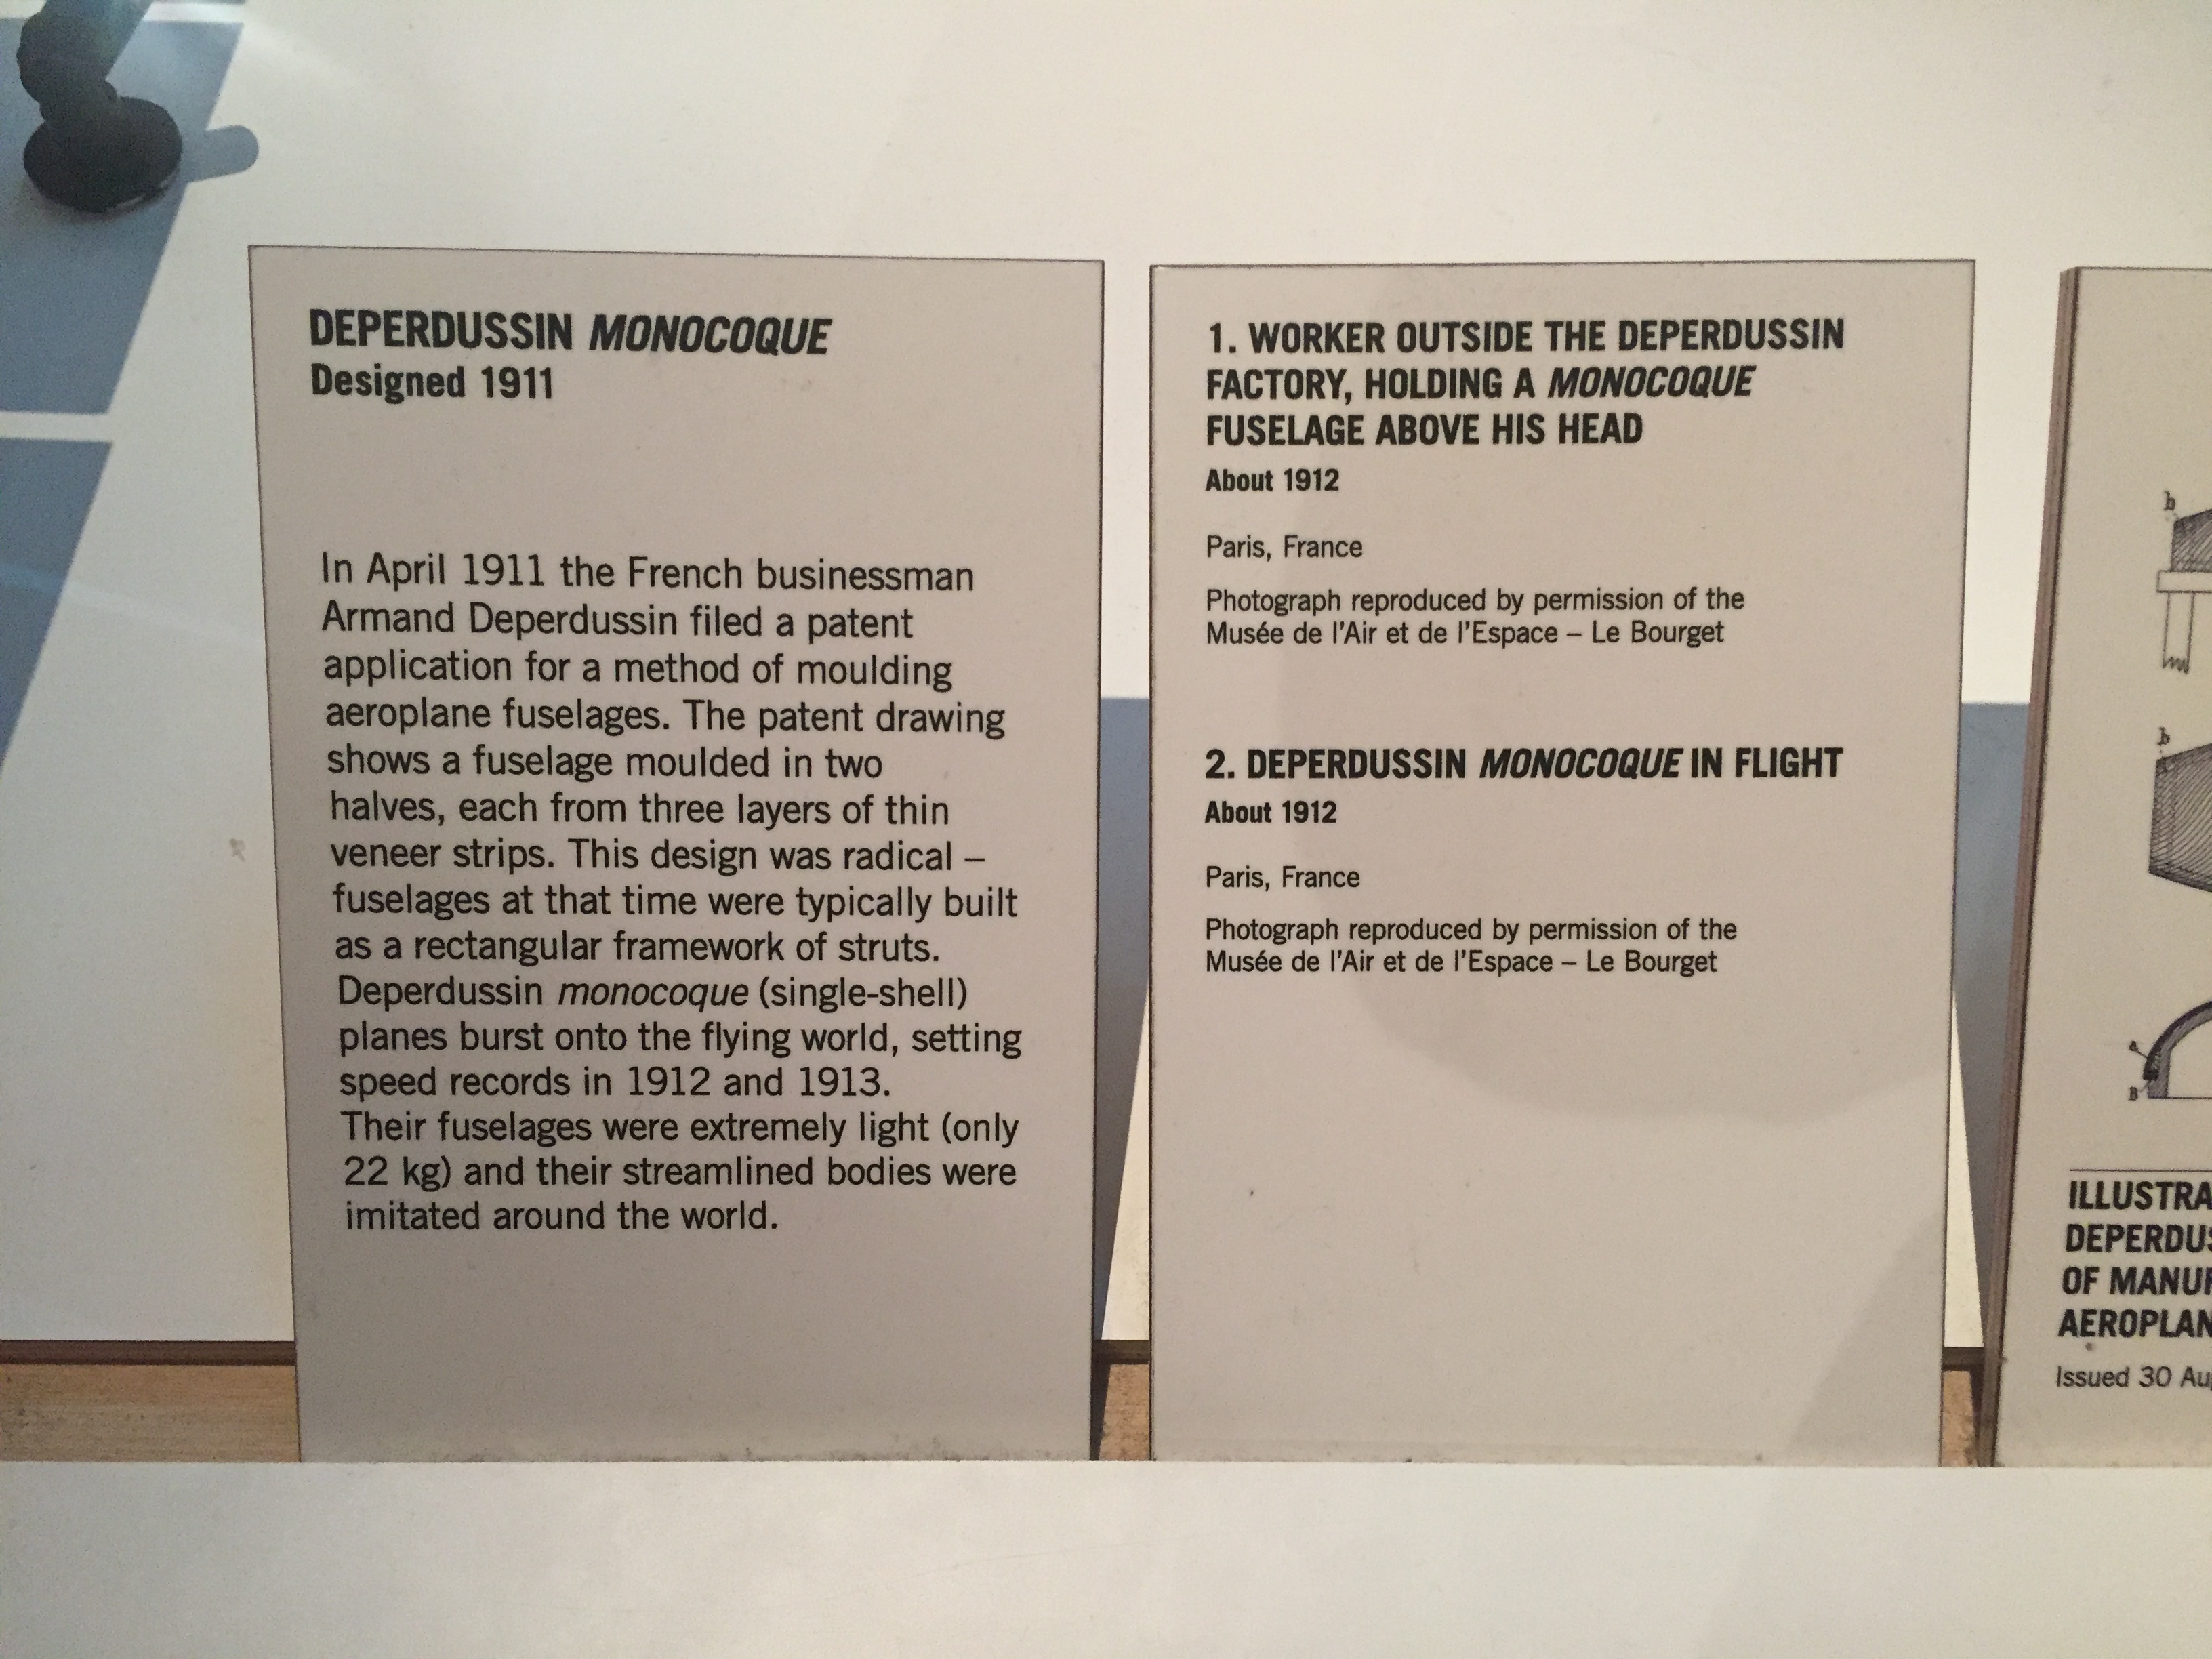 DEPERDUSSIN MONOCOQUE
Designed 1911
In April 1911 the French businessman
Armand Deperdussin filed a patent
application for a method of moulding
aeroplane fuselages. The patent drawing
shows a fuselage moulded in two
halves, each from three layers of thin
veneer strips. This design was radical –
fuselages at that time were typically built
as a rectangular framework of struts.
Deperdussin monocoque (single-shell)
planes burst onto the flying world, setting
speed records in 1912 and 1913.
Their fuselages were extremely light (only
22 kg) and their streamlined bodies were
imitated around the world.
1. WORKER OUTSIDE THE DEPERDUSSIN
FACTORY, HOLDING A MONOCOQUE
FUSELAGE ABOVE HIS HEAD
About 1912
Paris, France
Photograph reproduced by permission of the
Musée de l'Air et de l'Espace – Le Bourget
2. DEPERDUSSIN MONOCOQUE IN FLIGHT
About 1912
Paris, France
Photograph reproduced by permission of the
Musée de l'Air et de l'Espace – Le Bourget
b
b
A
B
OF
Issued 30